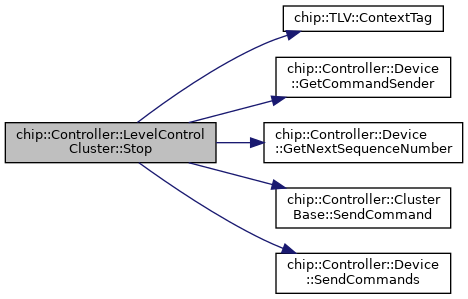 chip::TLV::ContextTag
chip::Controller::Device
::GetCommandSender
chip::Controller::LevelControl
Cluster::Stop
chip::Controller::Device
::GetNextSequenceNumber
chip::Controller::Cluster
Base::SendCommand
chip::Controller::Device
::SendCommands